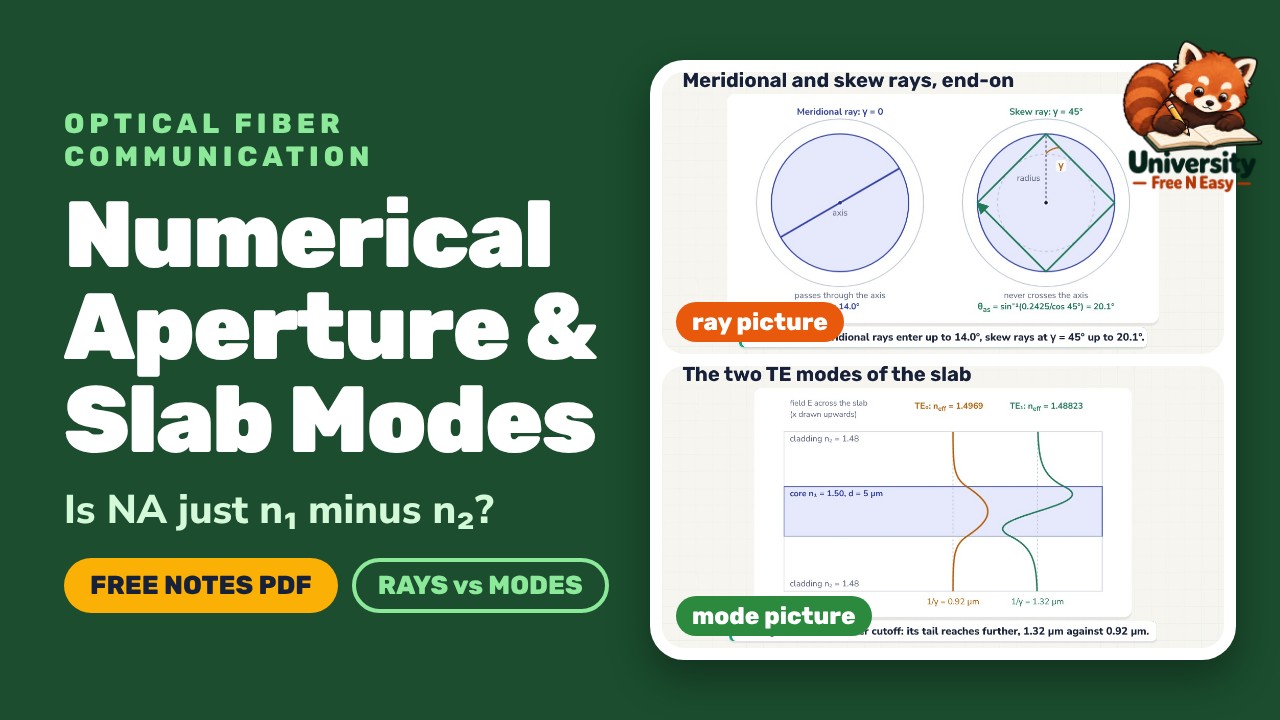 OPTICAL FIBER
COMMUNICATION
Numerical
Aperture &
Slab Modes
Is NA just n₁ minus n₂?
FREE NOTES PDF
RAYS vs MODES
Meridional and skew rays, end-on
Meridional ray: γ = 0
Skew ray: γ = 45°
axis
radius
γ
passes through the axis
never crosses the axis
14.0°
θas = sin⁻¹(0.2425/cos 45°) = 20.1°
ray picture
rays enter up to 14.0°, skew rays at γ = 45° up to 20.1°.
The two TE modes of the slab
field E across the slab
(x drawn upwards)
TE₀: neff = 1.4969
TE₁: neff = 1.48823
cladding n₂ = 1.48
core n₁ = 1.50, d = 5 μm
cladding n₂ = 1.48
1/γ = 0.92 μm
1/γ = 1.32 μm
mode picture
cutoff: its tail reaches further, 1.32 μm against 0.92 μm.
University
Free N Easy